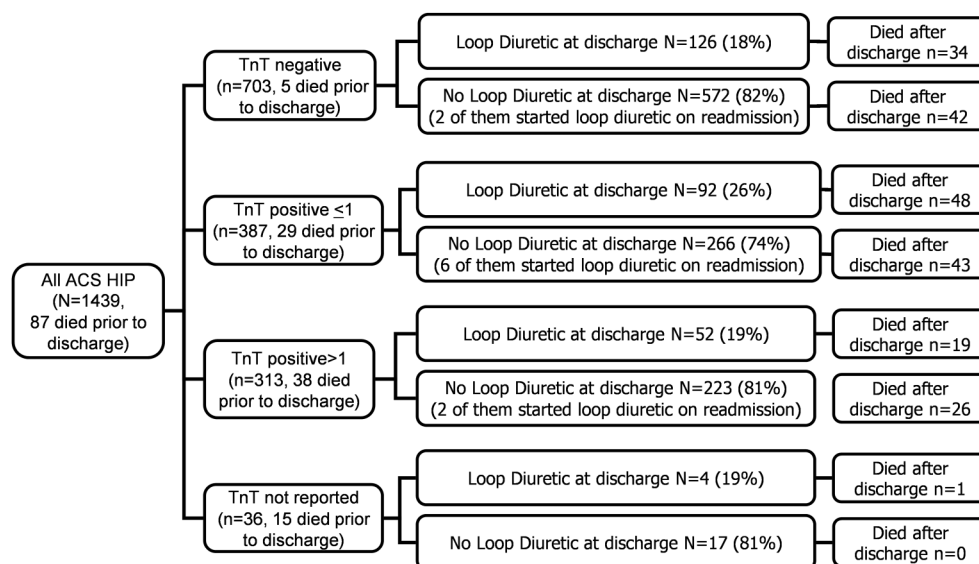 All ACS HIP
(N=1439,
87 died prior to
discharge)
TnT negative
(n=703, 5 died prior
to discharge)
Loop Diuretic at discharge N=126 (18%)
Died after
discharge n=34
No Loop Diuretic at discharge N=572 (82%)
(2 of them started loop diuretic on readmission)
Died after
discharge n=42
TnT positive ≤1
(n=387, 29 died prior
to discharge)
Loop Diuretic at discharge N=92 (26%)
Died after
discharge n=48
No Loop Diuretic at discharge N=266 (74%)
(6 of them started loop diuretic on readmission)
Died after
discharge n=43
TnT positive>1
(n=313, 38 died
prior to discharge)
Loop Diuretic at discharge N=52 (19%)
Died after
discharge n=19
No Loop Diuretic at discharge N=223 (81%)
(2 of them started loop diuretic on readmission)
Died after
discharge n=26
TnT not reported
(n=36, 15 died prior
to discharge)
Loop Diuretic at discharge N=4 (19%)
Died after
discharge n=1
No Loop Diuretic at discharge N=17 (81%)
Died after
discharge n=0